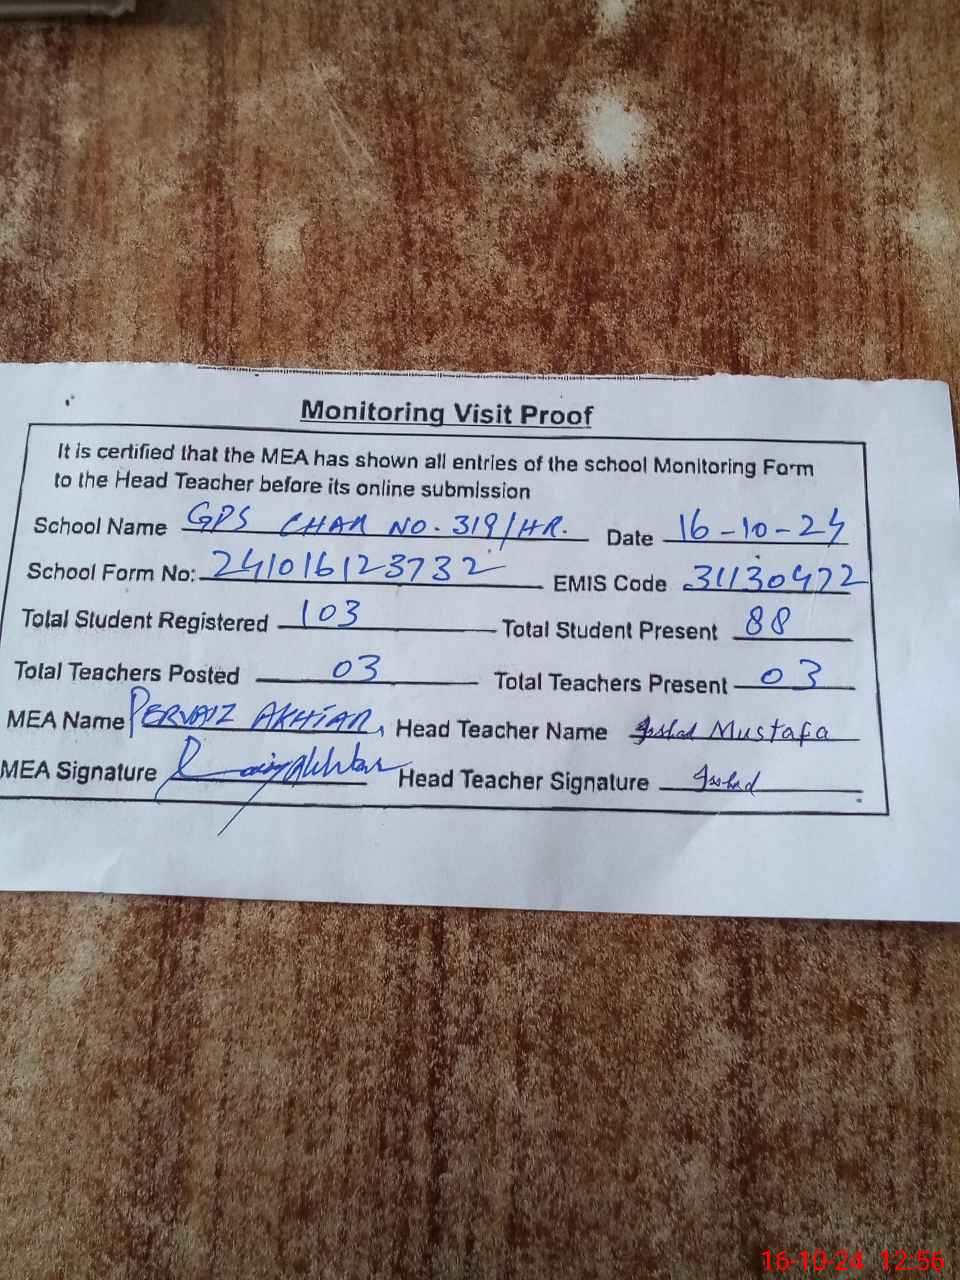 Monitoring Visit Proof
It is certified that the MEA has shown all entries of the school Monitoring Form
to the Head Teacher before its online submission
School Name GPS CHAK NO. 319/HR. Date 16-10-24
School Form No: 241016123732 EMIS Code 31130472
Total Student Registered 103 Total Student Present 88
Total Teachers Posted 03 Total Teachers Present 03
MEA Name PERVAIZ AKHTAR, Head Teacher Name Irshad Mustafa
MEA Signature Head Teacher Signature Irshad
16-10-24 12:56